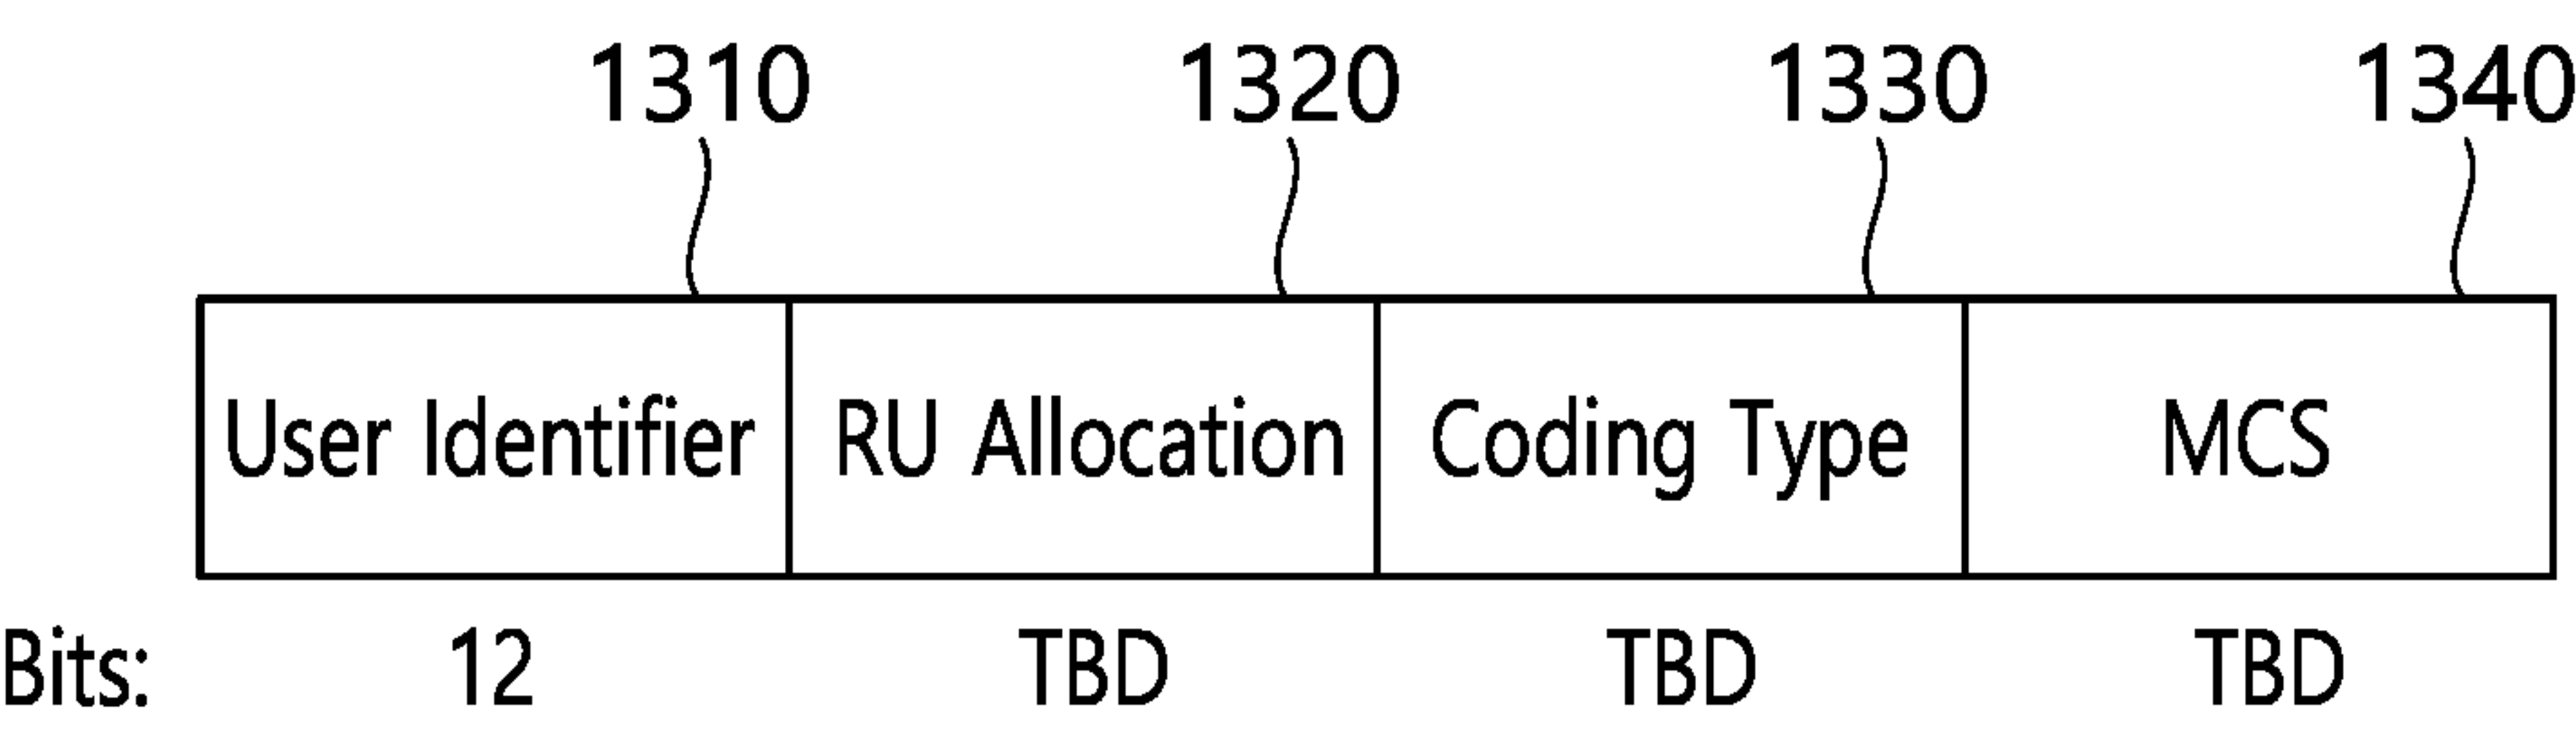 1310 1320 1330 1340
User Identifier RU Allocation Coding Type MCS
Bits: 12 TBD TBD TBD